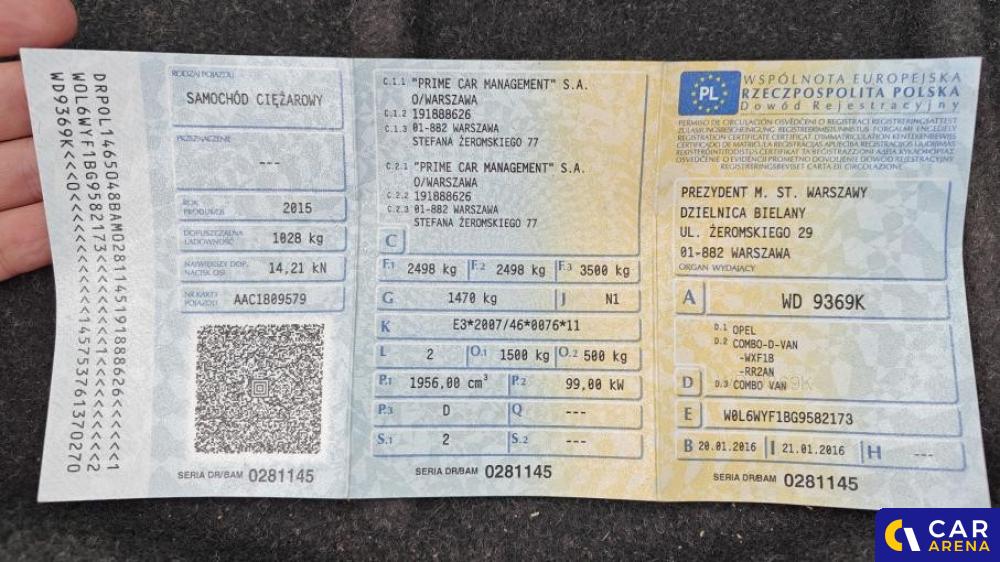 DRPOL1465048BAM0281145191888626<<<<<1
W0L6WYF1BG9582173<<<<<<<<<1<<<<<<<<<2
RODZAJ POJAZDU
SAMOCHÓD CIĘŻAROWY
PRZEZNACZENIE
---
ROK PRODUKCJI
2015
DOPUSZCZALNA ŁADOWNOŚĆ
1028 kg
NAJWIĘKSZY DOP. NACISK OSI
14,21 kN
NR KARTY POJAZDU
AAC1809579
SERIA DR/BAM 0281145
C.1.1 "PRIME CAR MANAGEMENT" S.A.
O/WARSZAWA
C.1.2 191888626
C.1.3 01-882 WARSZAWA
STEFANA ŻEROMSKIEGO 77
C.2.1 "PRIME CAR MANAGEMENT" S.A.
O/WARSZAWA
C.2.2 191888626
C.2.3 01-882 WARSZAWA
STEFANA ŻEROMSKIEGO 77
C
F.1 2498 kg F.2 2498 kg F.3 3500 kg
G 1470 kg J N1
K E3*2007/46*0076*11
L 2 O.1 1500 kg O.2 500 kg
P.1 1956,00 cm³ P.2 99,00 kW
P.3 D Q ---
S.1 2 S.2 ---
SERIA DR/BAM 0281145
PL
WSPÓLNOTA EUROPEJSKA
RZECZPOSPOLITA POLSKA
Dowód Rejestracyjny
PREZYDENT M. ST. WARSZAWY
DZIELNICA BIELANY
UL. ŻEROMSKIEGO 29
01-882 WARSZAWA
ORGAN WYDAJĄCY
A WD 9369K
D.1 OPEL
D.2 COMBO-D-VAN
-WXF1B
-RR2AN
D D.3 COMBO VAN
E W0L6WYF1BG9582173
B 20.01.2016 I 21.01.2016 H ---
SERIA DR/BAM 0281145
CAR
ARENA